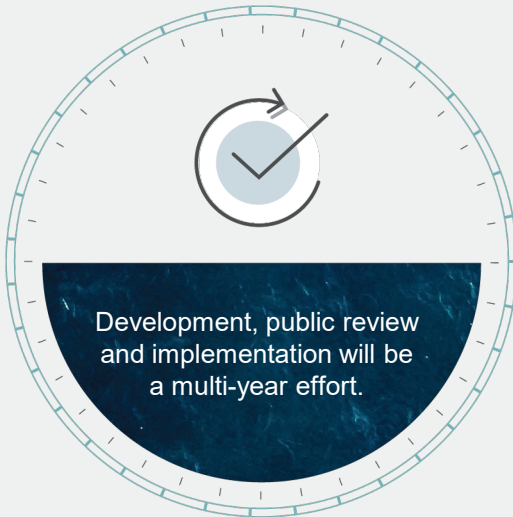 Development, public review
and implementation will be
a multi-year effort.